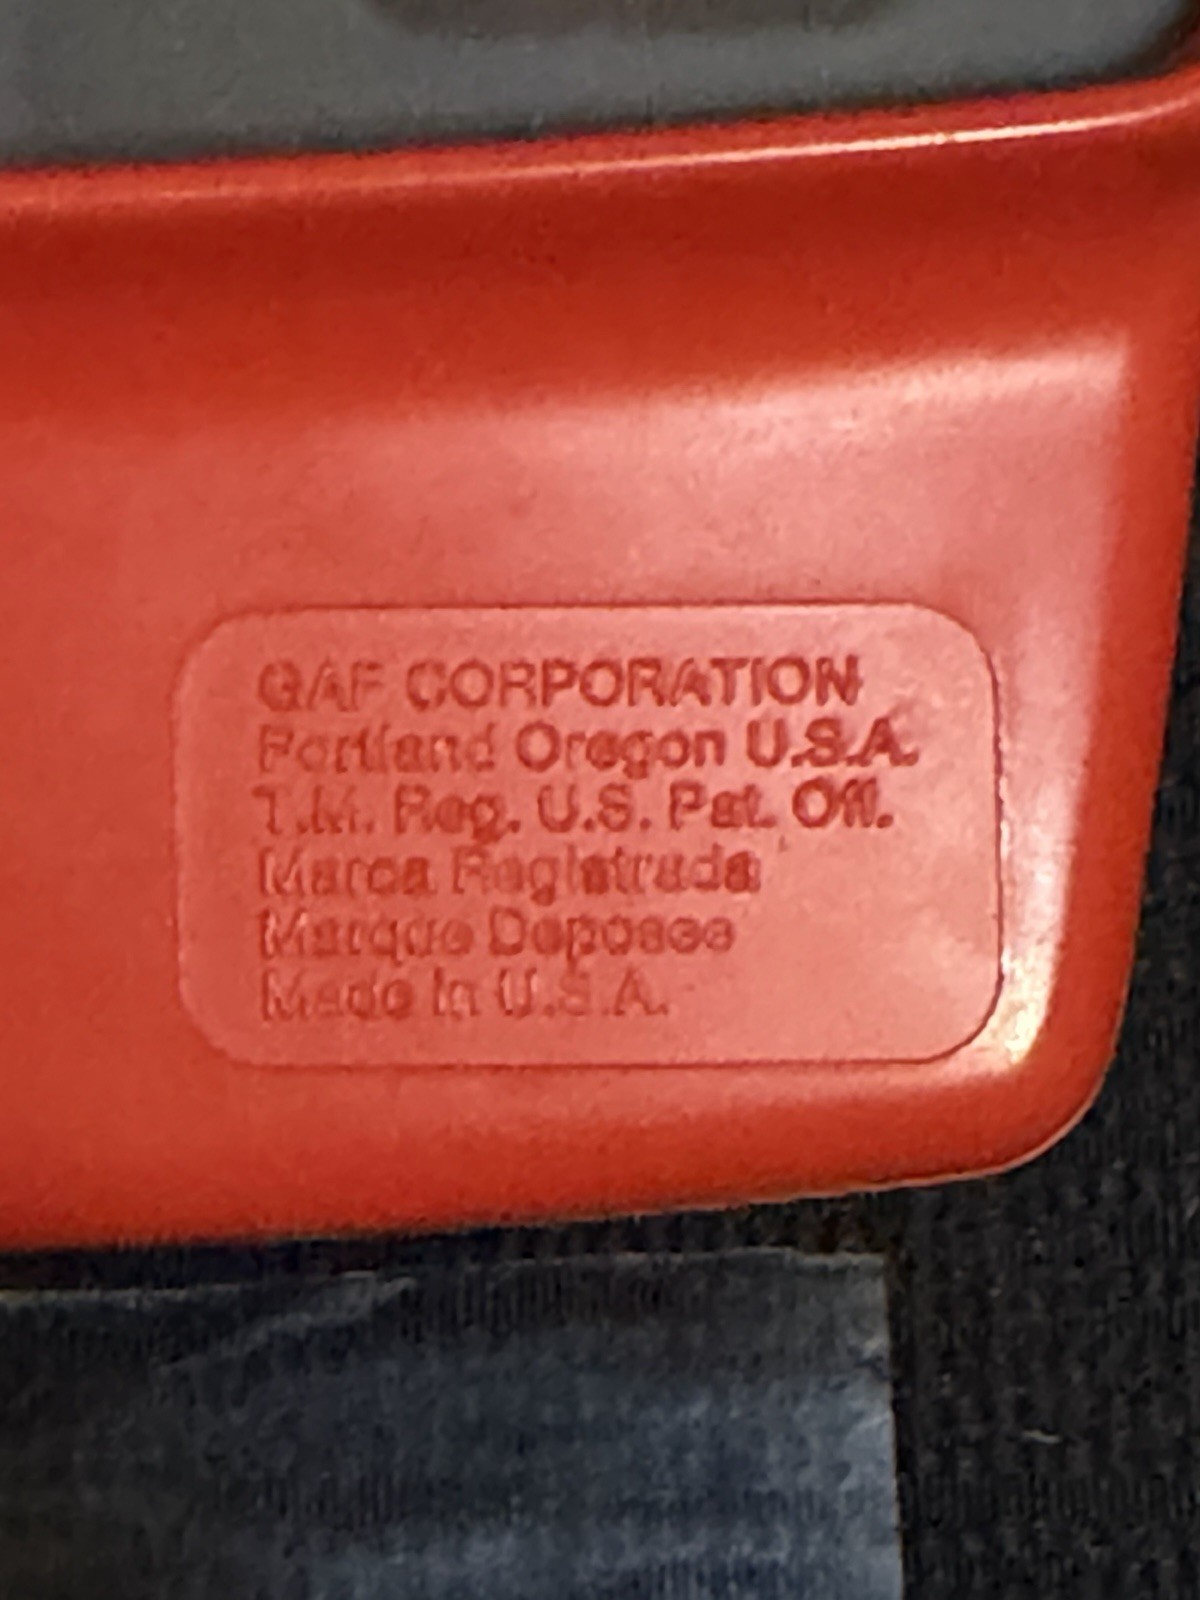 GAF CORPORATION
Portland Oregon U.S.A.
T.M. Reg. U.S. Pat. Off.
Marca Registrada
Marque Deposee
Made in U.S.A.